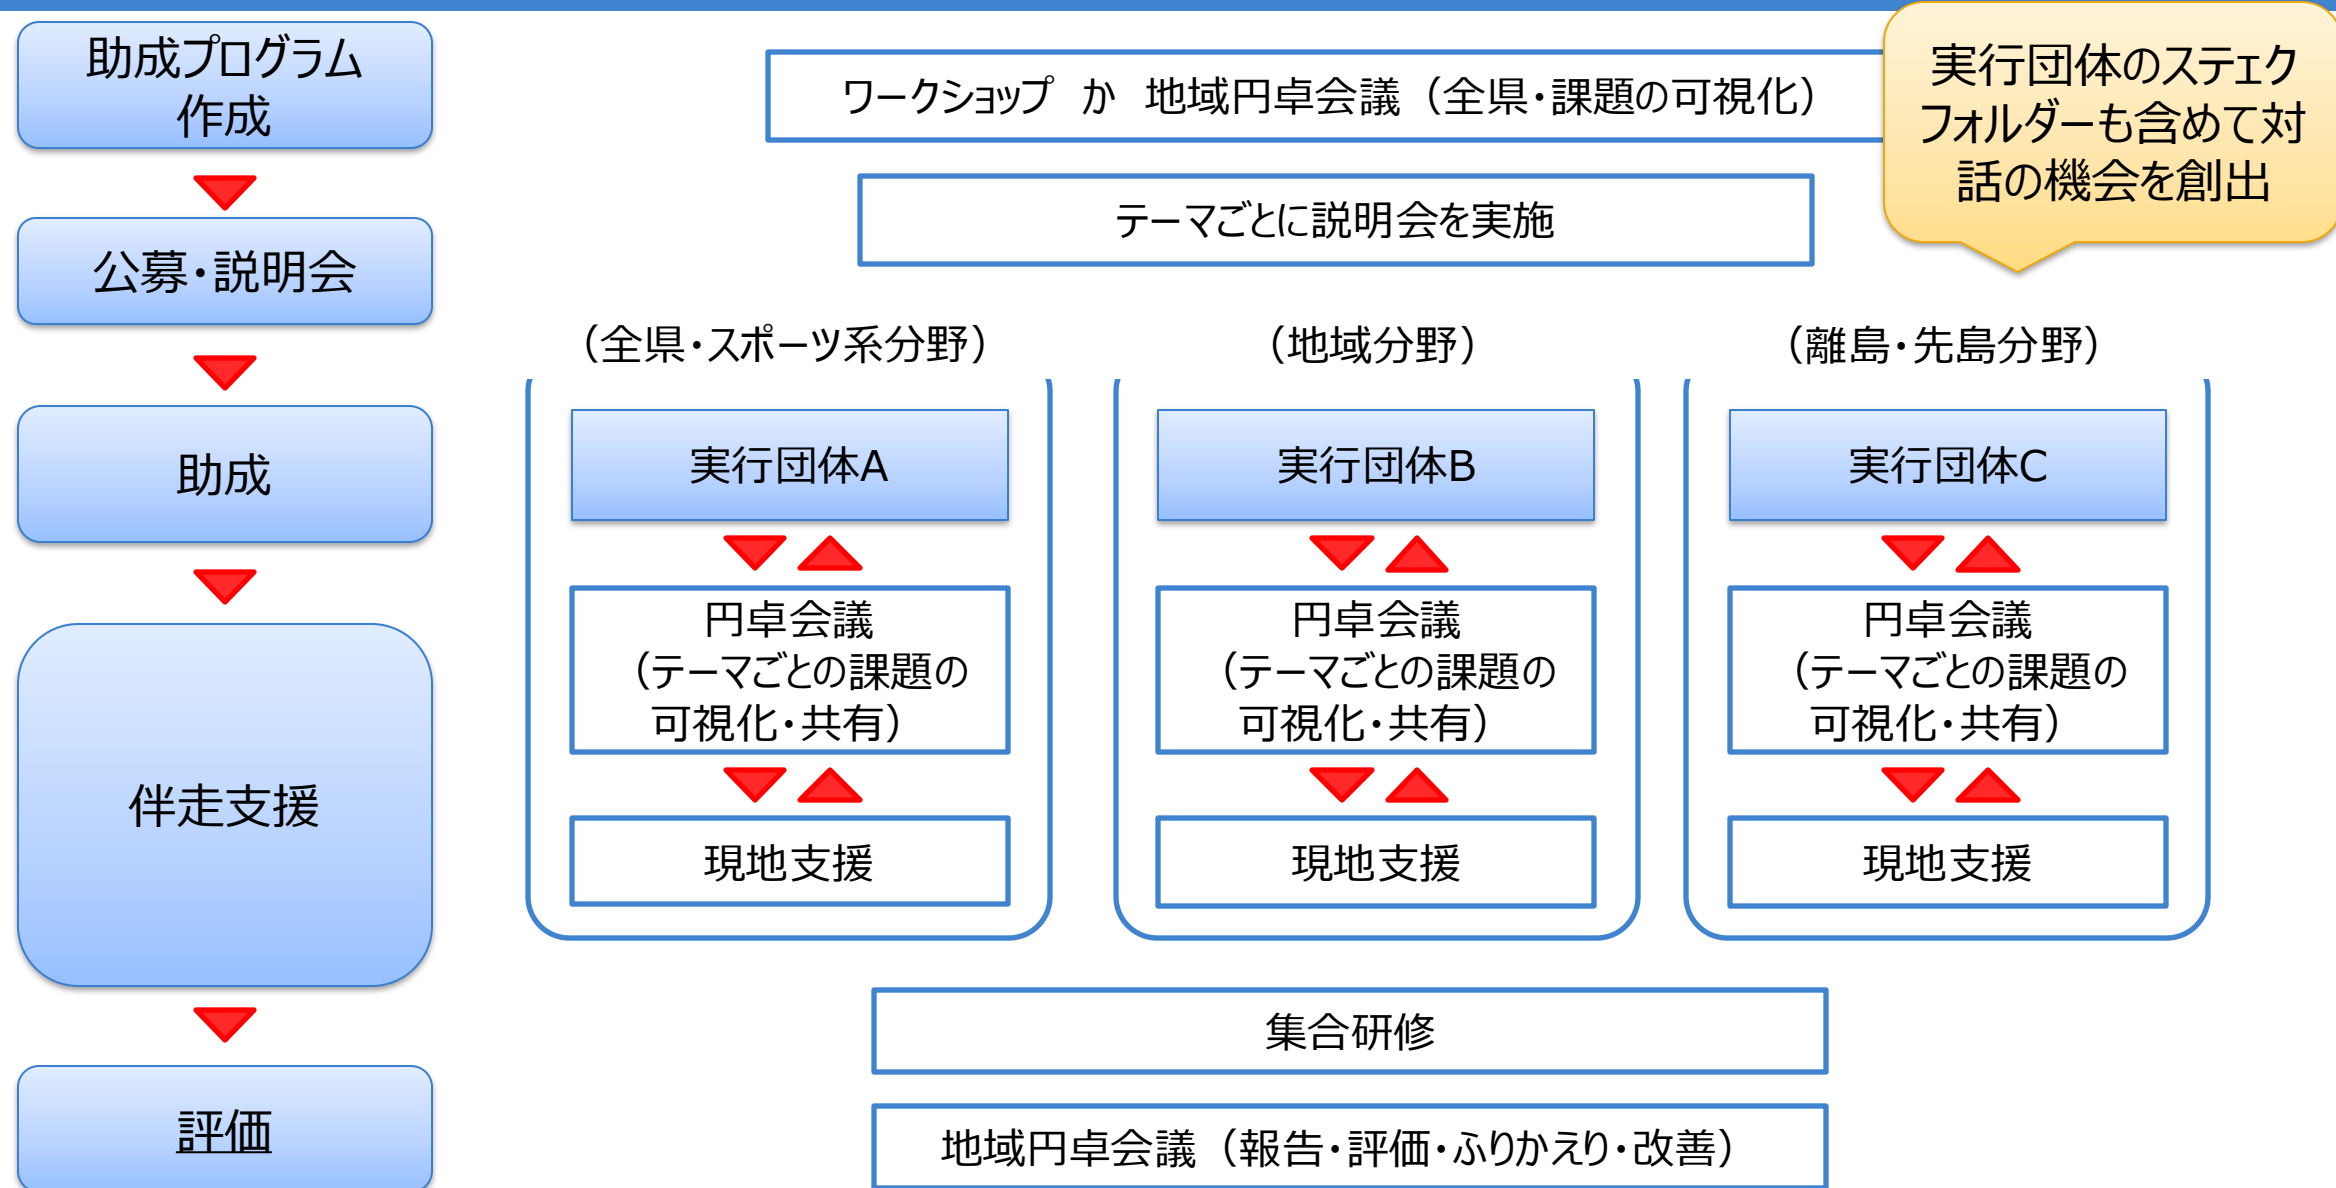 助成プログラム
作成
公募・説明会
助成
伴走支援
評価
ワークショップ　か　地域円卓会議（全県・課題の可視化）
実行団体のステェク
フォルダーも含めて対
話の機会を創出
テーマごとに説明会を実施
（全県・スポーツ系分野）
（地域分野）
（離島・先島分野）
実行団体A
円卓会議
（テーマごとの課題の
可視化・共有）
現地支援
実行団体B
円卓会議
（テーマごとの課題の
可視化・共有）
現地支援
実行団体C
円卓会議
（テーマごとの課題の
可視化・共有）
現地支援
集合研修
地域円卓会議（報告・評価・ふりかえり・改善）